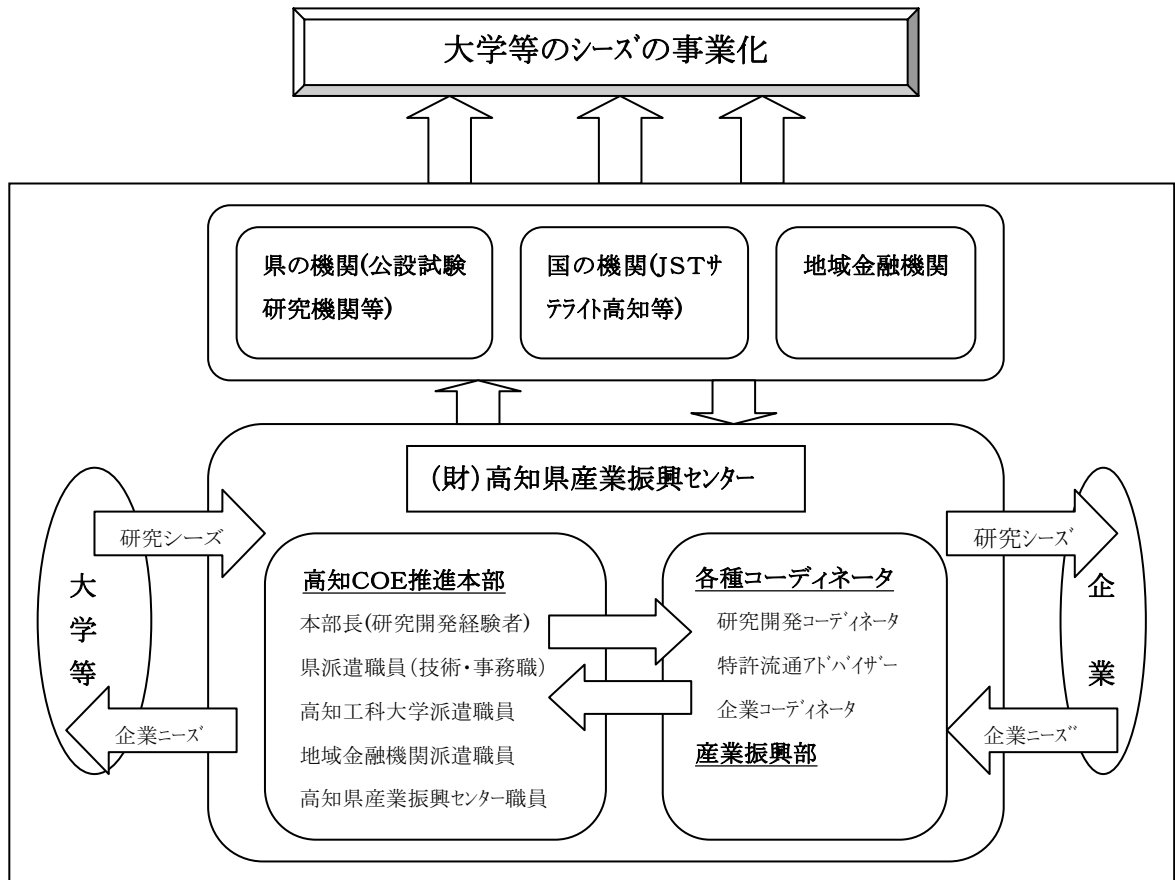 大学等のシーズの事業化
県の機関(公設試験
研究機関等)
国の機関(JSTサ
テライト高知等)
地域金融機関
(財)高知県産業振興センター
研究シーズ
研究シーズ
大学等
企業
高知COE推進本部
本部長(研究開発経験者)
県派遣職員(技術・事務職)
高知工科大学派遣職員
地域金融機関派遣職員
高知県産業振興センター職員
各種コーディネータ
研究開発コーディネータ
特許流通アドバイザー
企業コーディネータ
産業振興部
企業ニーズ
企業ニーズ